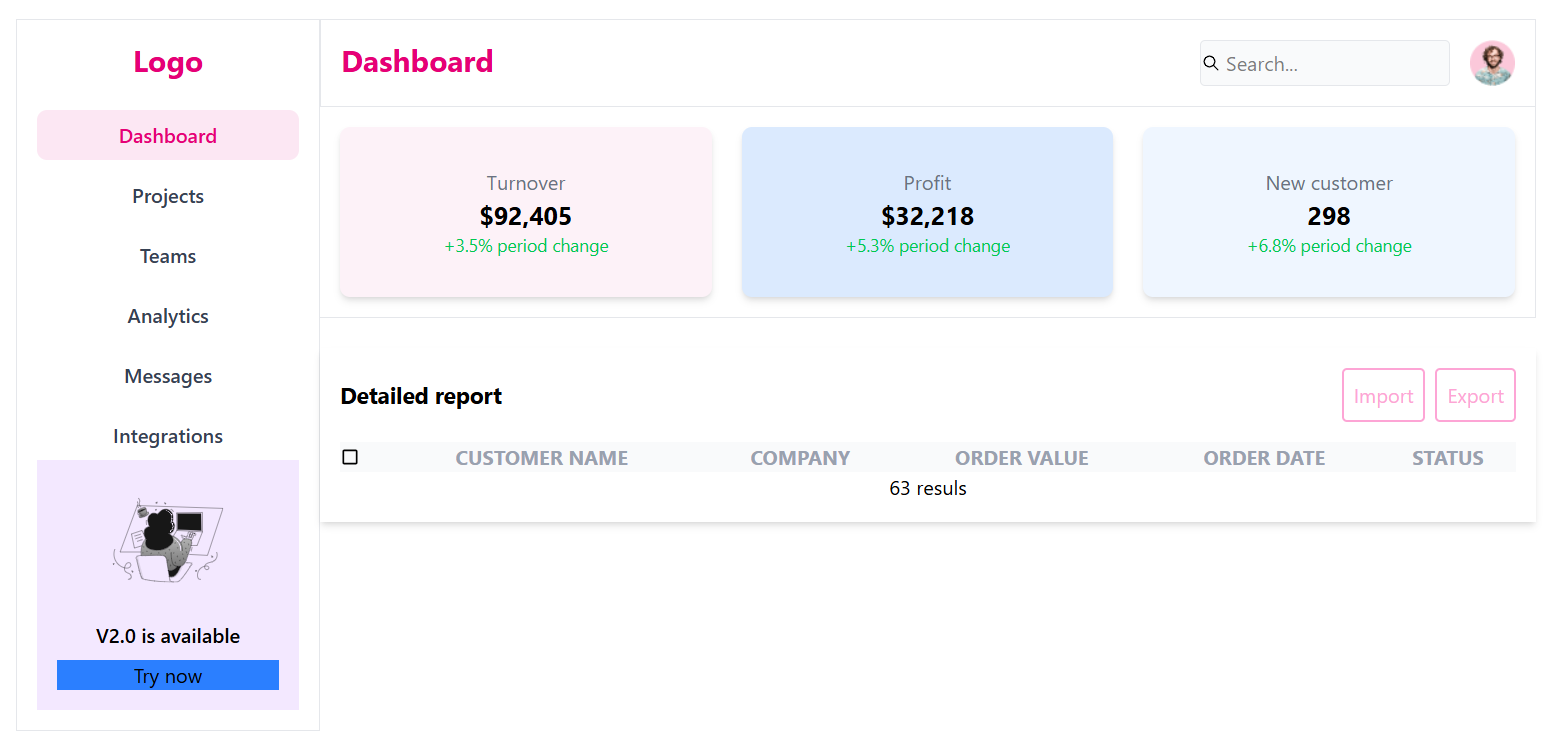 Logo
Dashboard
Projects
Teams
Analytics
Messages
Integrations
V2.0 is available
Try now
Dashboard
Search...
Turnover
$92,405
+3.5% period change
Profit
$32,218
+5.3% period change
New customer
298
+6.8% period change
Detailed report
Import
Export
CUSTOMER NAME COMPANY ORDER VALUE ORDER DATE STATUS
63 resuls